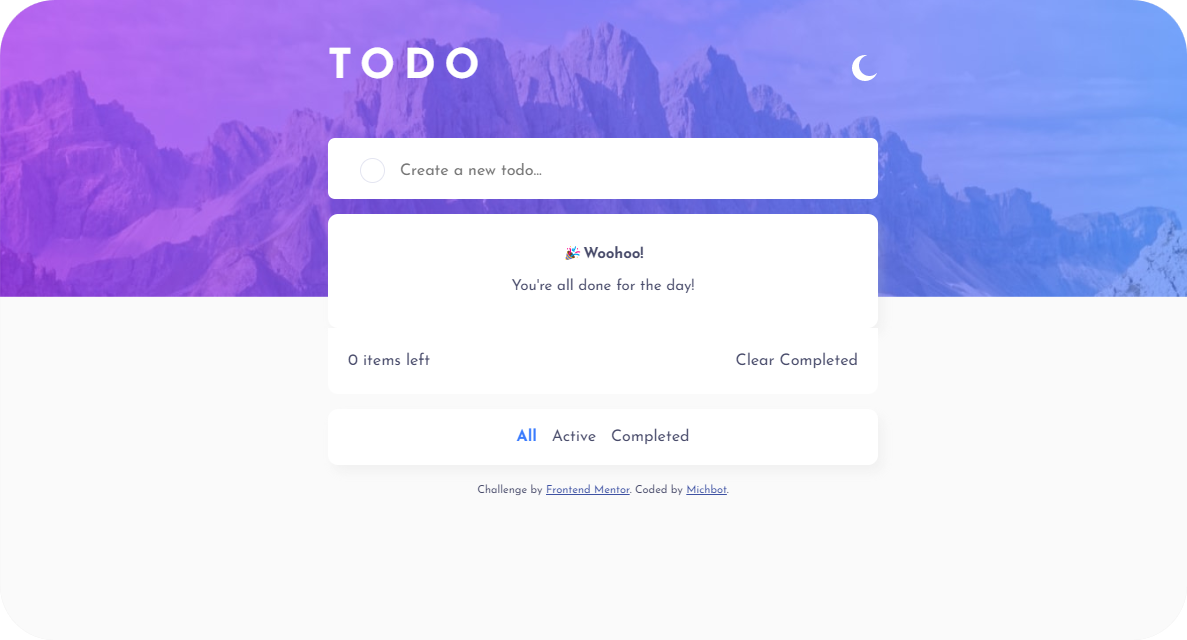 TODO
Create a new todo...
🎉 Woohoo!
You're all done for the day!
0 items left Clear Completed
All Active Completed
Challenge by Frontend Mentor. Coded by Michbot.